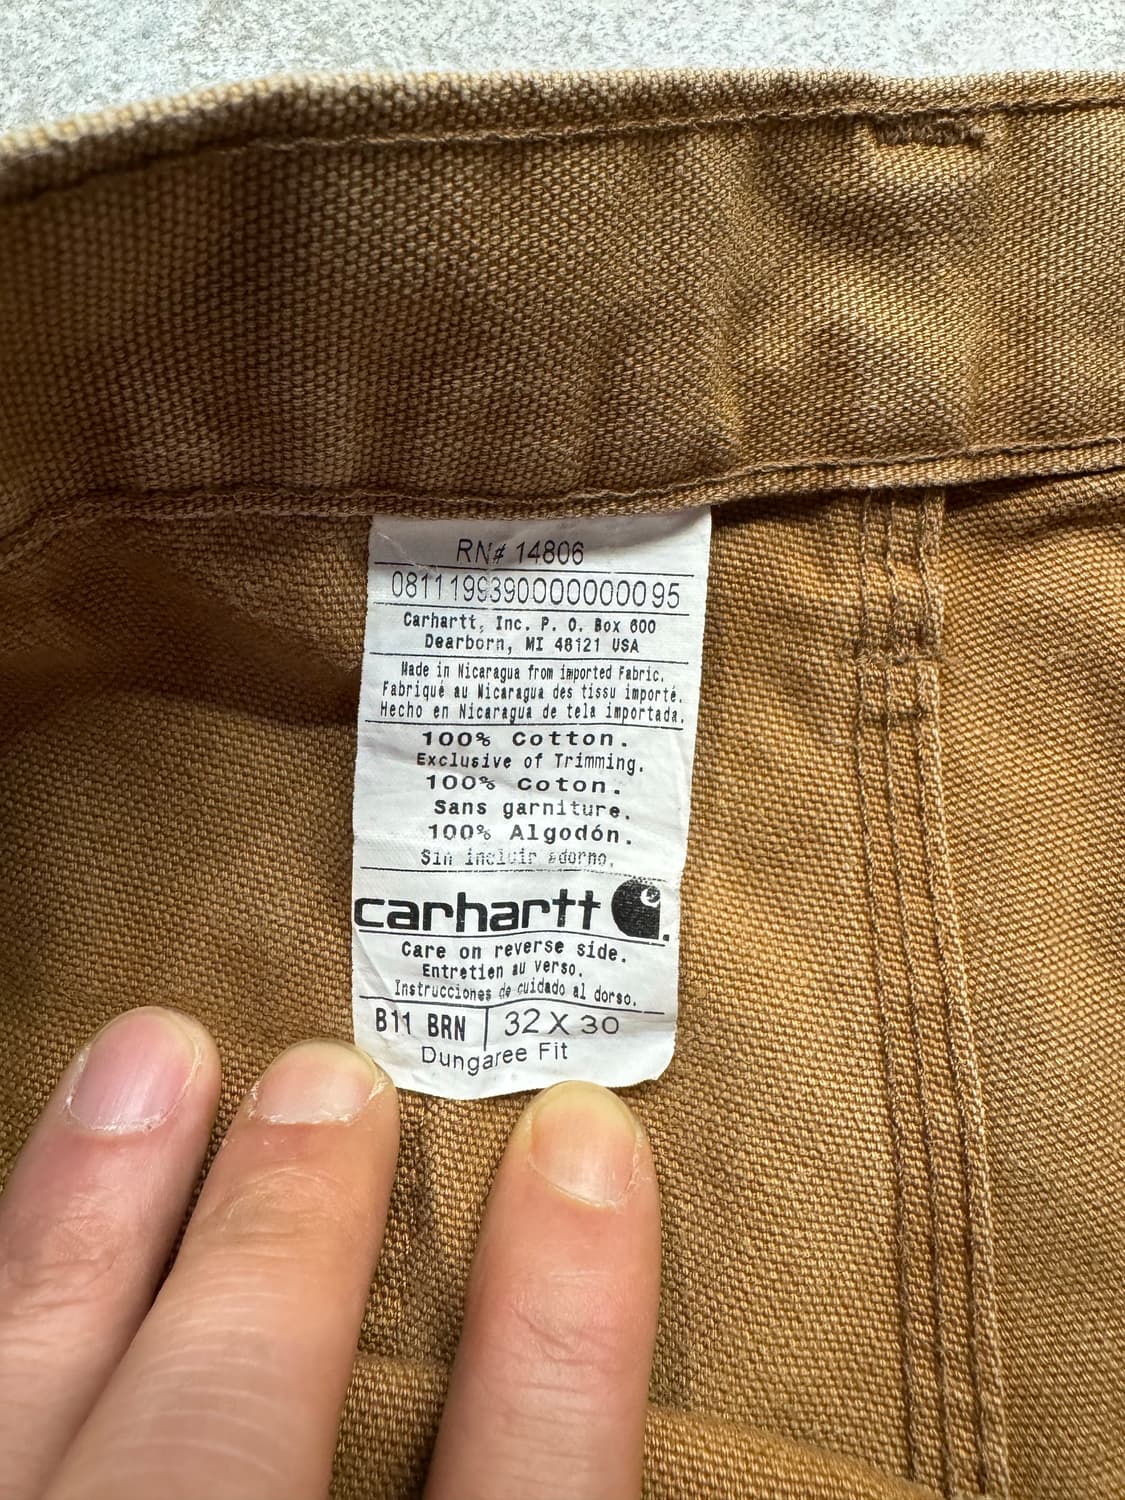 RN# 14806
08111993900000000095
Carhartt, Inc. P. O. Box 600
Dearborn, MI 48121 USA
Made in Nicaragua from imported Fabric.
Fabriqué au Nicaragua des tissu importé.
Hecho en Nicaragua de tela importada.
100% Cotton.
Exclusive of Trimming.
100% Coton.
Sans garniture.
100% Algodón.
Sin incluir adorno.
carhartt
Care on reverse side.
Entretien au verso.
Instrucciones de cuidado al dorso.
B11 BRN | 32 X 30
Dungaree Fit